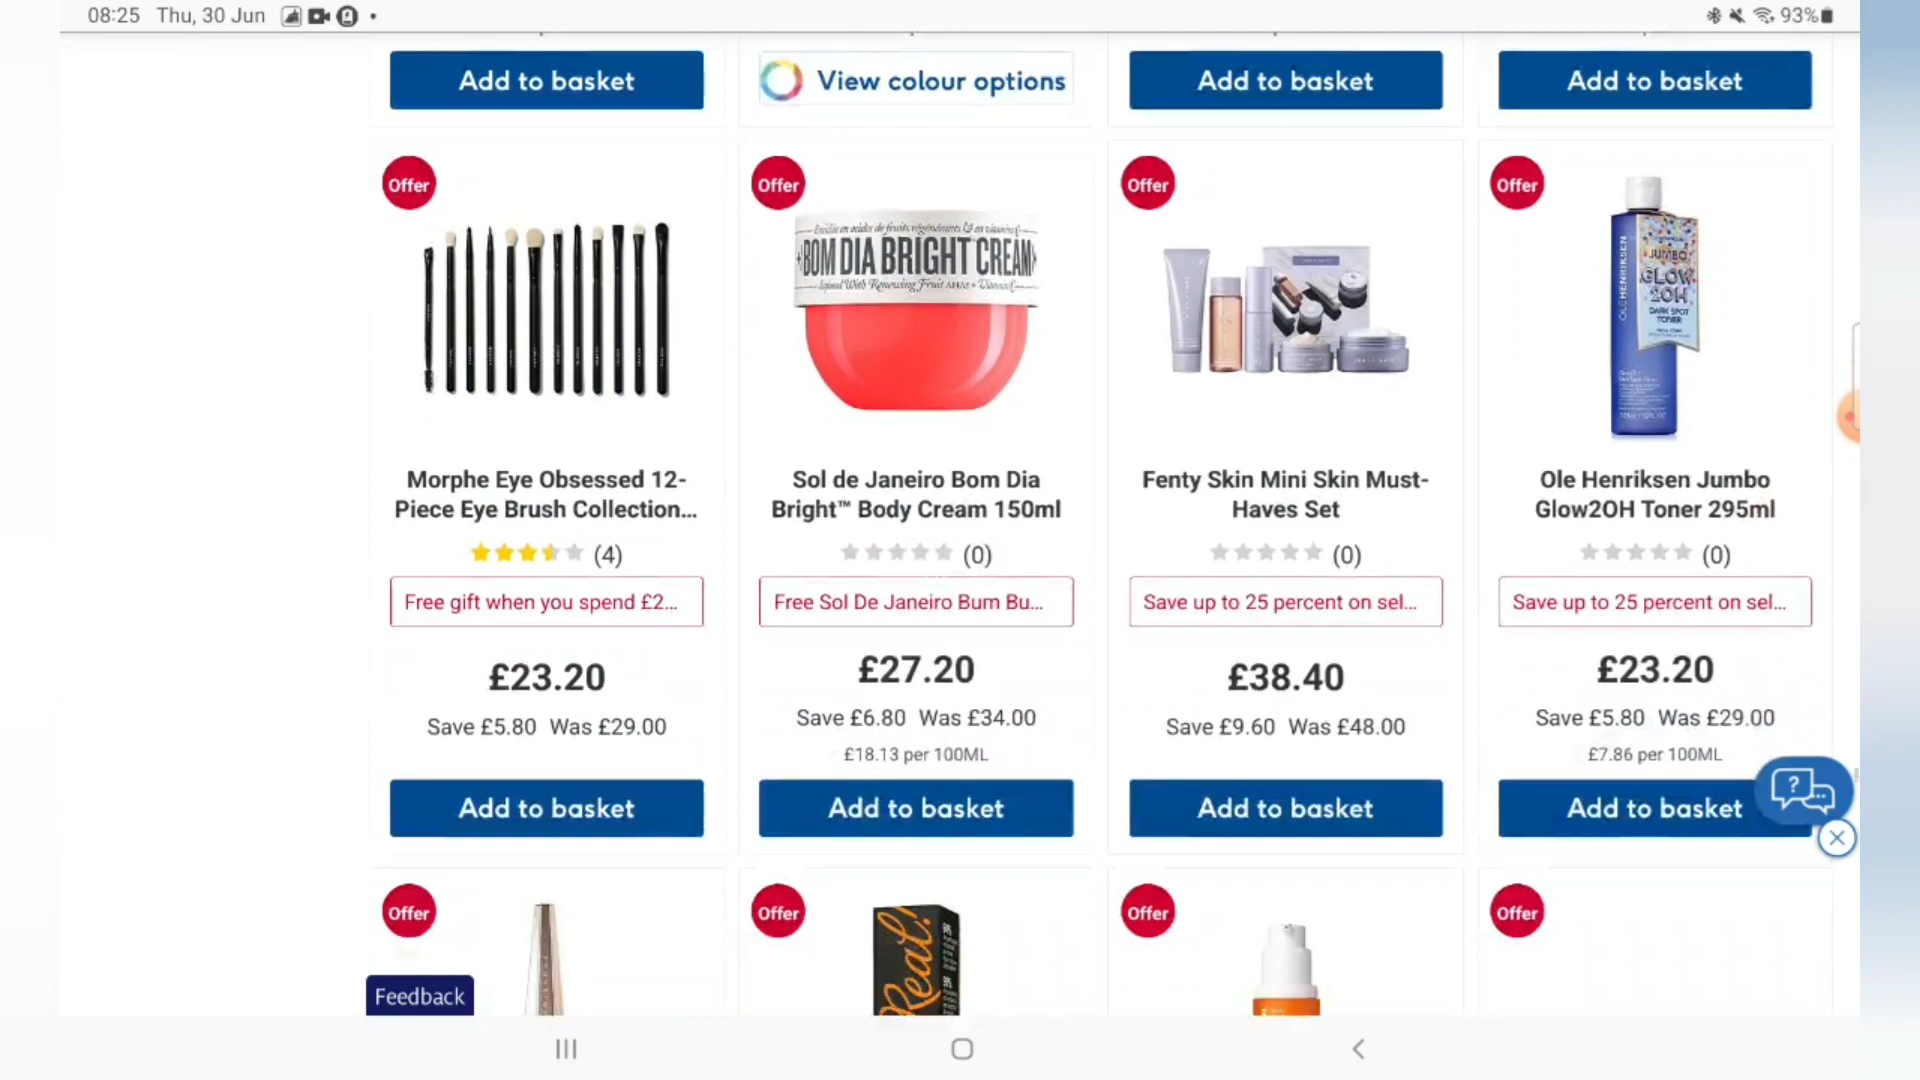 08:25 Thu, 30 Jun
93%
Add to basket
View colour options
Add to basket
Add to basket
Offer
Offer
Offer
Offer
BOM DIA BRIGHT CREAM
OLEHENRIKSEN
JUMBO
GLOW
2OH
DARK SPOT
TONER
Morphe Eye Obsessed 12-
Piece Eye Brush Collection...
Sol de Janeiro Bom Dia
Bright™ Body Cream 150ml
Fenty Skin Mini Skin Must-
Haves Set
Ole Henriksen Jumbo
Glow2OH Toner 295ml
(4)
(0)
(0)
(0)
Free gift when you spend £2...
Free Sol De Janeiro Bum Bu...
Save up to 25 percent on sel...
Save up to 25 percent on sel...
£23.20
£27.20
£38.40
£23.20
Save £5.80 Was £29.00
Save £6.80 Was £34.00
Save £9.60 Was £48.00
Save £5.80 Was £29.00
£18.13 per 100ML
£7.86 per 100ML
Add to basket
Add to basket
Add to basket
Add to basket
Offer
Offer
Offer
Offer
Real!
Feedback